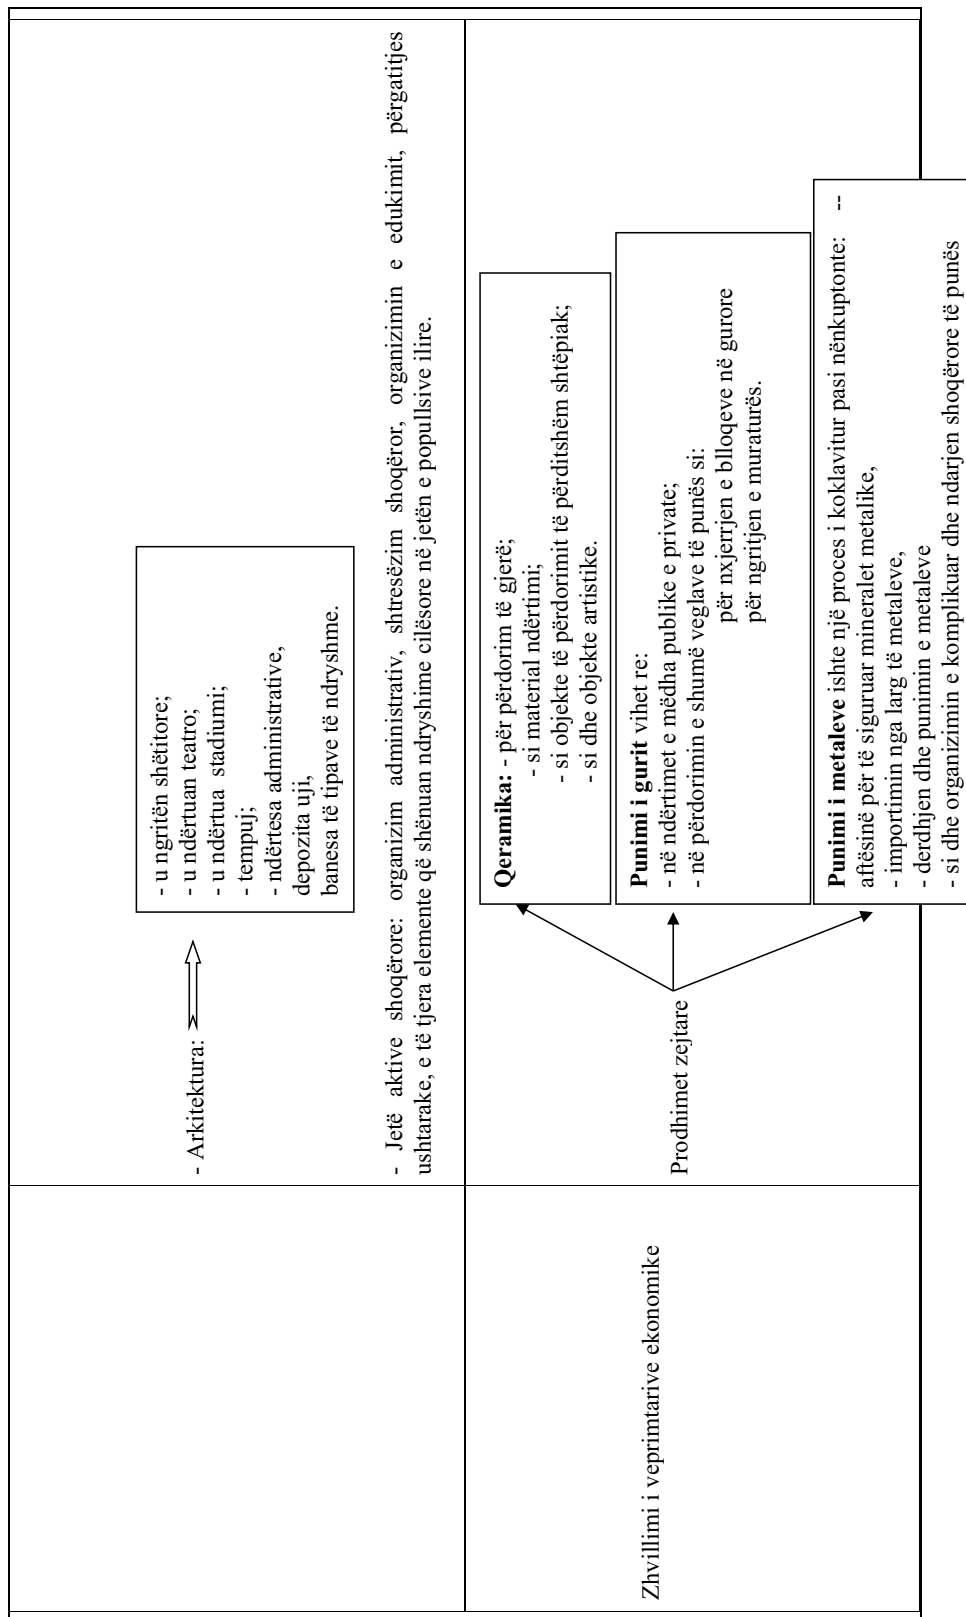 - Arkitektura:
- u ngritën shëtitore;
- u ndërtuan teatro;
- u ndërtua stadiumi;
- tempuj;
- ndërtesa administrative,
depozita uji,
banesa të tipave të ndryshme.
- Jetë aktive shoqërore: organizim administrativ, shtresëzim shoqëror, organizimin e edukimit, përgatitjes
ushtarake, e të tjera elemente që shënuan ndryshime cilësore në jetën e popullsive ilire.
Zhvillimi i veprimtarive ekonomike
Prodhimet zejtare
Qeramika: - për përdorim të gjerë;
- si material ndërtimi;
- si objekte të përdorimit të përditshëm shtëpiak;
- si dhe objekte artistike.
Punimi i gurit vihet re:
- në ndërtimet e mëdha publike e private;
- në përdorimin e shumë veglave të punës si:
për nxjerrjen e blloqeve në gurore
për ngritjen e muraturës.
Punimi i metaleve ishte një proces i koklavitur pasi nënkuptonte: --
aftësinë për të siguruar mineralet metalike,
- importimin nga larg të metaleve,
- derdhjen dhe punimin e metaleve
- si dhe organizimin e komplikuar dhe ndarjen shoqërore të punës